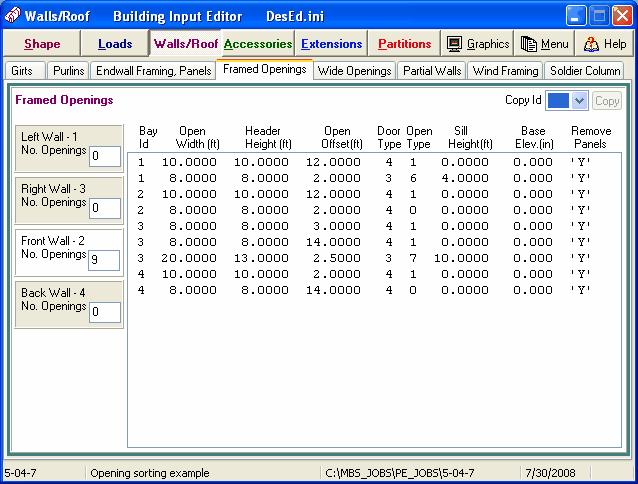 Walls/Roof Building Input Editor DesEd.ini
Shape Loads Walls/Roof Accessories Extensions Partitions Graphics Menu Help
Girts Purlins Endwall Framing, Panels Framed Openings Wide Openings Partial Walls Wind Framing Soldier Column
Framed Openings Copy Id Copy
Left Wall - 1
No. Openings 0
Right Wall - 3
No. Openings 0
Front Wall - 2
No. Openings 9
Back Wall - 4
No. Openings 0
Bay Open Header Open Door Open Sill Base Remove
Id Width (ft) Height (ft) Offset(ft) Type Type Height(ft) Elev.(in) Panels
1 10.0000 10.0000 12.0000 4 1 0.0000 0.000 'Y'
1 8.0000 8.0000 2.0000 3 6 4.0000 0.000 'Y'
2 10.0000 10.0000 12.0000 4 1 0.0000 0.000 'Y'
2 8.0000 8.0000 2.0000 4 0 0.0000 0.000 'Y'
3 8.0000 8.0000 3.0000 4 1 0.0000 0.000 'Y'
3 8.0000 8.0000 14.0000 4 1 0.0000 0.000 'Y'
3 20.0000 13.0000 2.5000 3 7 10.0000 0.000 'Y'
4 10.0000 10.0000 2.0000 4 1 0.0000 0.000 'Y'
4 8.0000 8.0000 14.0000 4 0 0.0000 0.000 'Y'
5-04-7 Opening sorting example C:\MBS_JOBS\PE_JOBS\5-04-7 7/30/2008